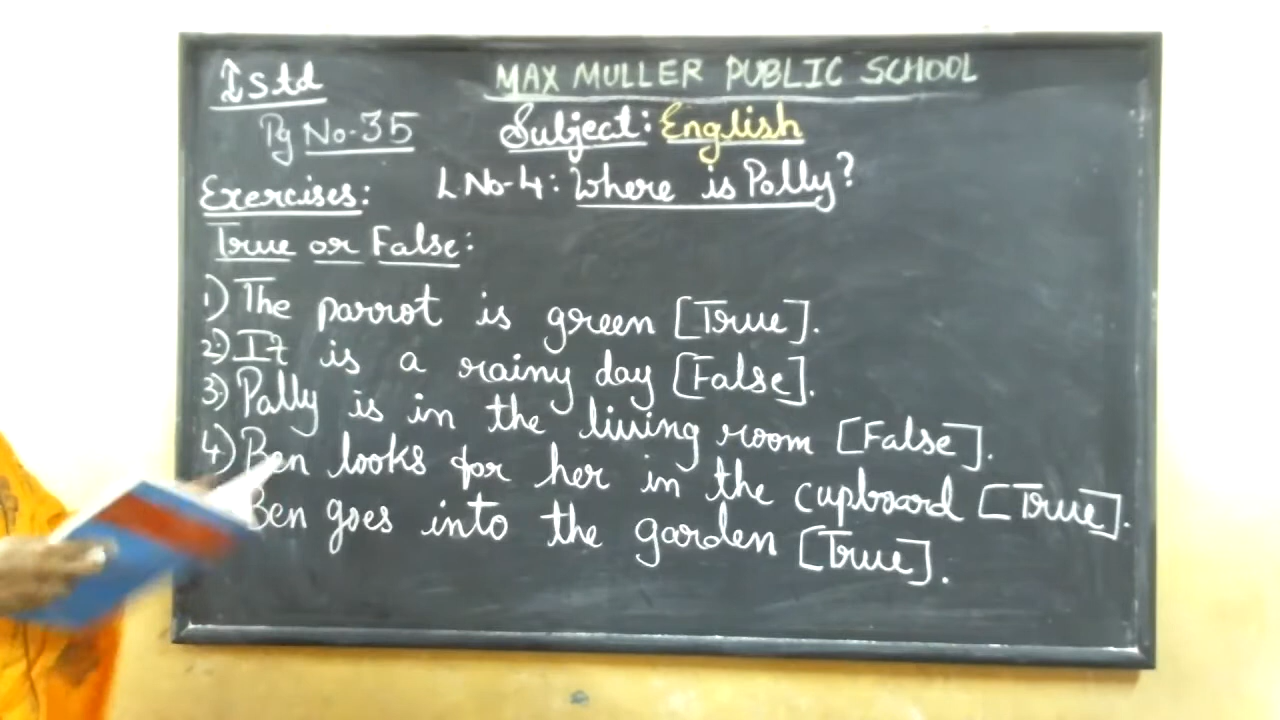 I Std
MAX MULLER PUBLIC SCHOOL
Pg No-35
Subject: English
Exercises:
L No-4: Where is Polly?
True or False:
1) The parrot is green [True].
2) It is a rainy day [False].
3) Polly is in the living room [False].
4) Ben looks for her in the cupboard [True].
Ben goes into the garden [True].